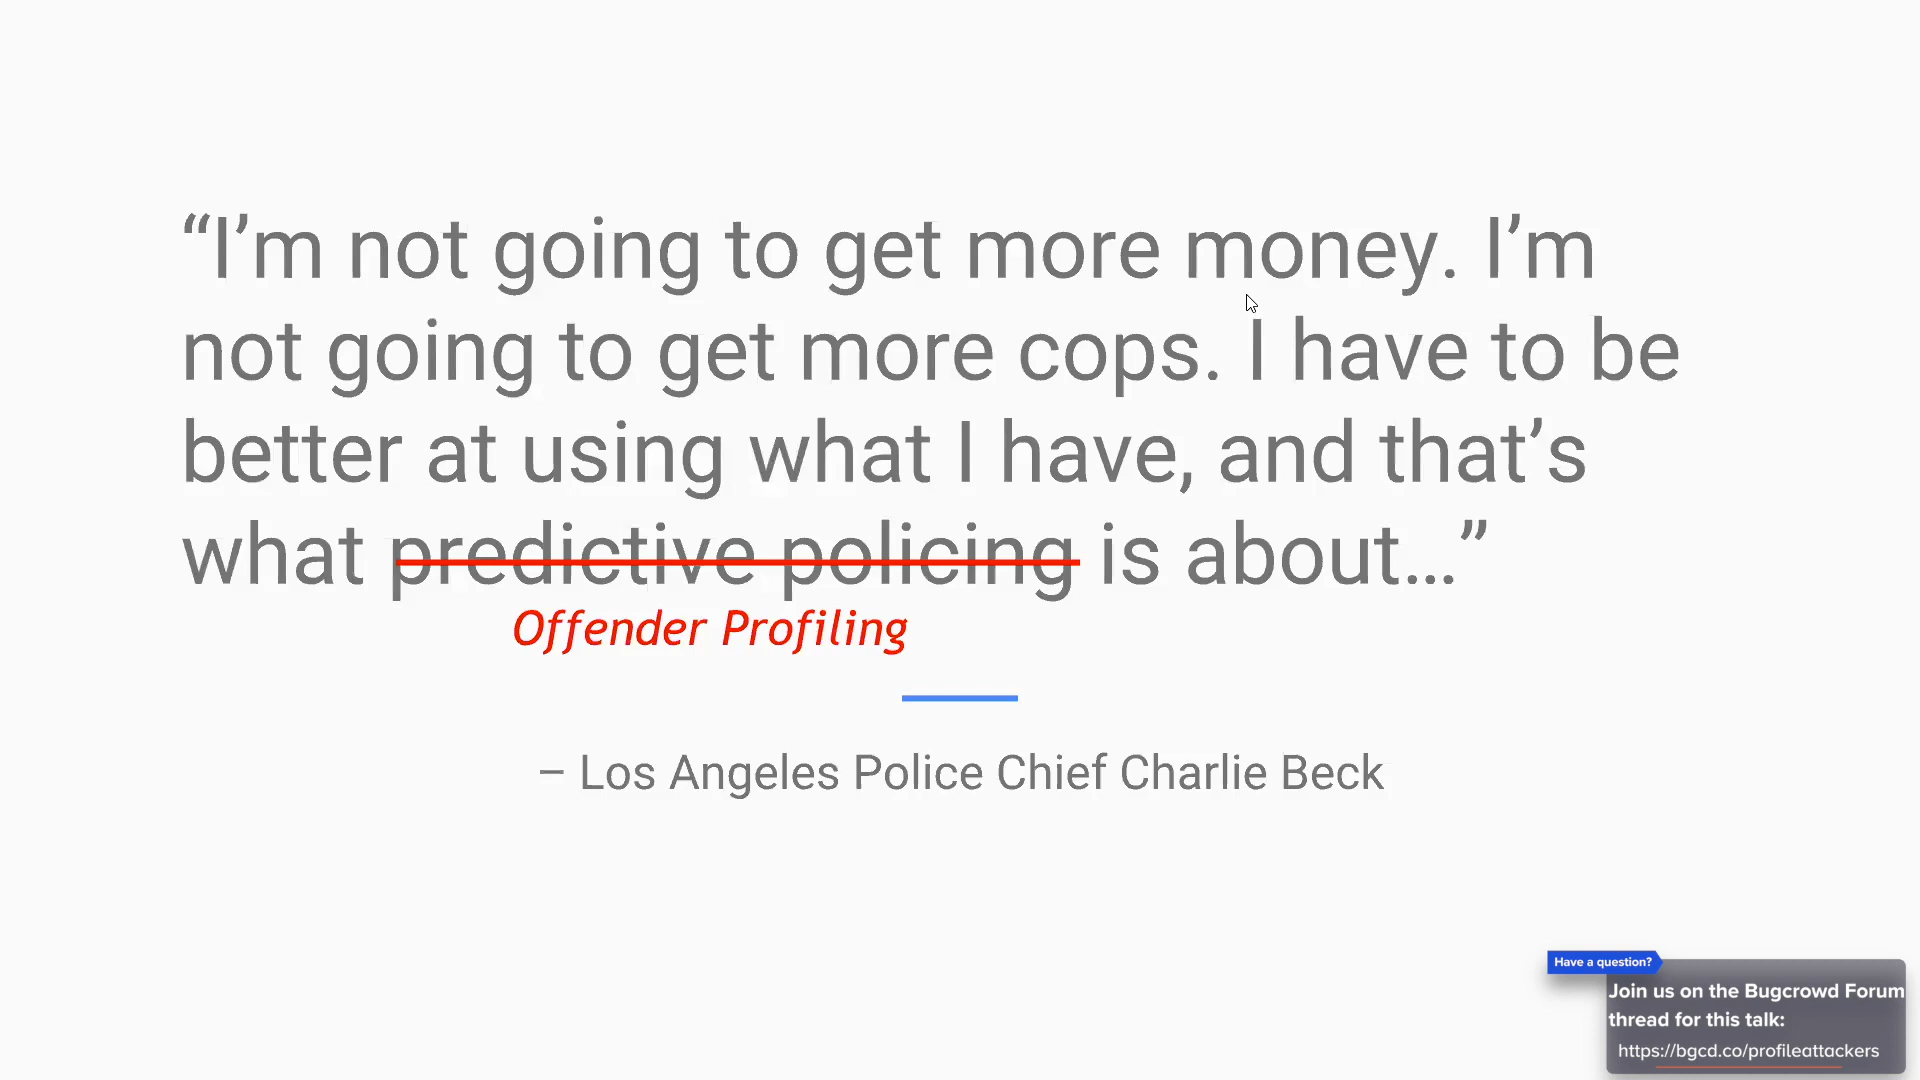 “I’m not going to get more money. I’m
not going to get more cops. I have to be
better at using what I have, and that’s
what predictive policing is about…”
Offender Profiling
– Los Angeles Police Chief Charlie Beck
Have a question?
Join us on the Bugcrowd Forum
thread for this talk:
https://bgcd.co/profileattackers